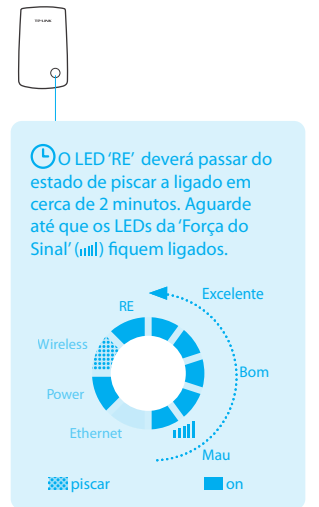 TP-LINK
O LED 'RE' deverá passar do
estado de piscar a ligado em
cerca de 2 minutos. Aguarde
até que os LEDs da 'Força do
Sinal' ( ) fiquem ligados.
Excelente
RE
Wireless
Bom
Power
Ethernet
Mau
piscar
on